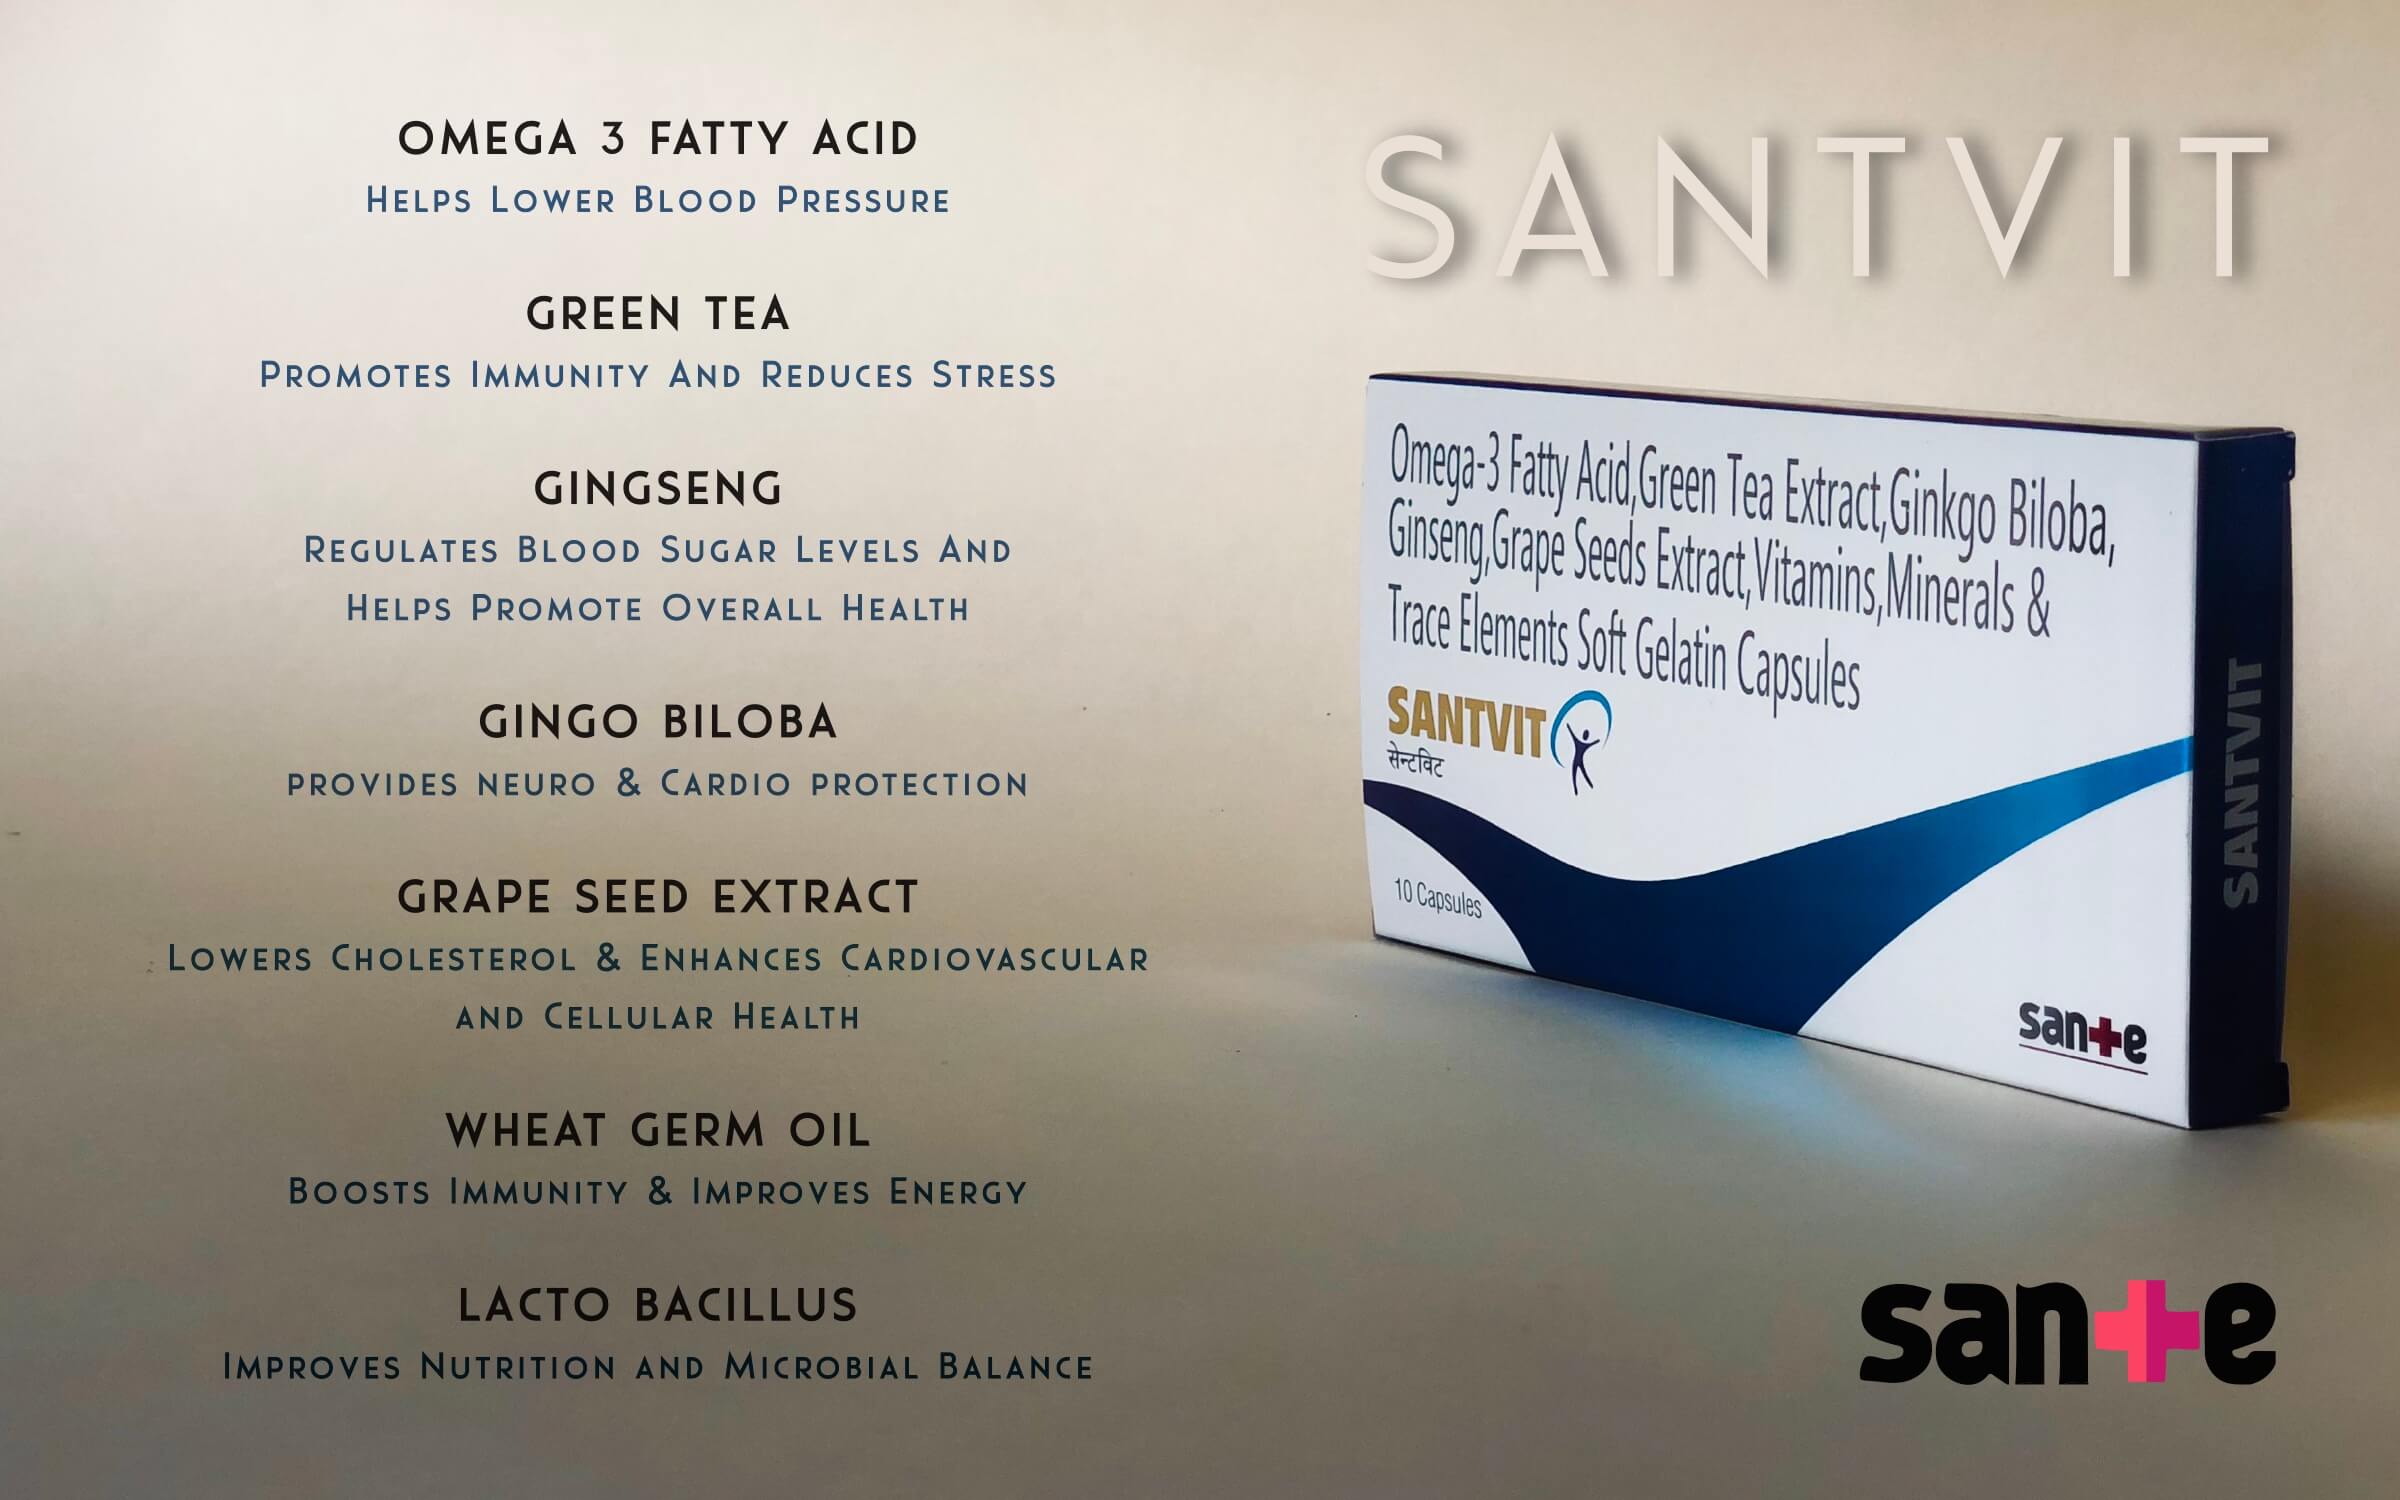 OMEGA 3 FATTY ACID
HELPS LOWER BLOOD PRESSURE
GREEN TEA
PROMOTES IMMUNITY AND REDUCES STRESS
GINGSENG
REGULATES BLOOD SUGAR LEVELS AND
HELPS PROMOTE OVERALL HEALTH
GINGO BILOBA
PROVIDES NEURO & CARDIO PROTECTION
GRAPE SEED EXTRACT
LOWERS CHOLESTEROL & ENHANCES CARDIOVASCULAR
AND CELLULAR HEALTH
WHEAT GERM OIL
BOOSTS IMMUNITY & IMPROVES ENERGY
LACTO BACILLUS
IMPROVES NUTRITION AND MICROBIAL BALANCE
SANTVIT
Omega-3 Fatty Acid,Green Tea Extract,Ginkgo Biloba,
Ginseng,Grape Seeds Extract,Vitamins,Minerals &
Trace Elements Soft Gelatin Capsules
SANTVIT
सेन्टविट
10 Capsules
sante
SANTVIT
sante